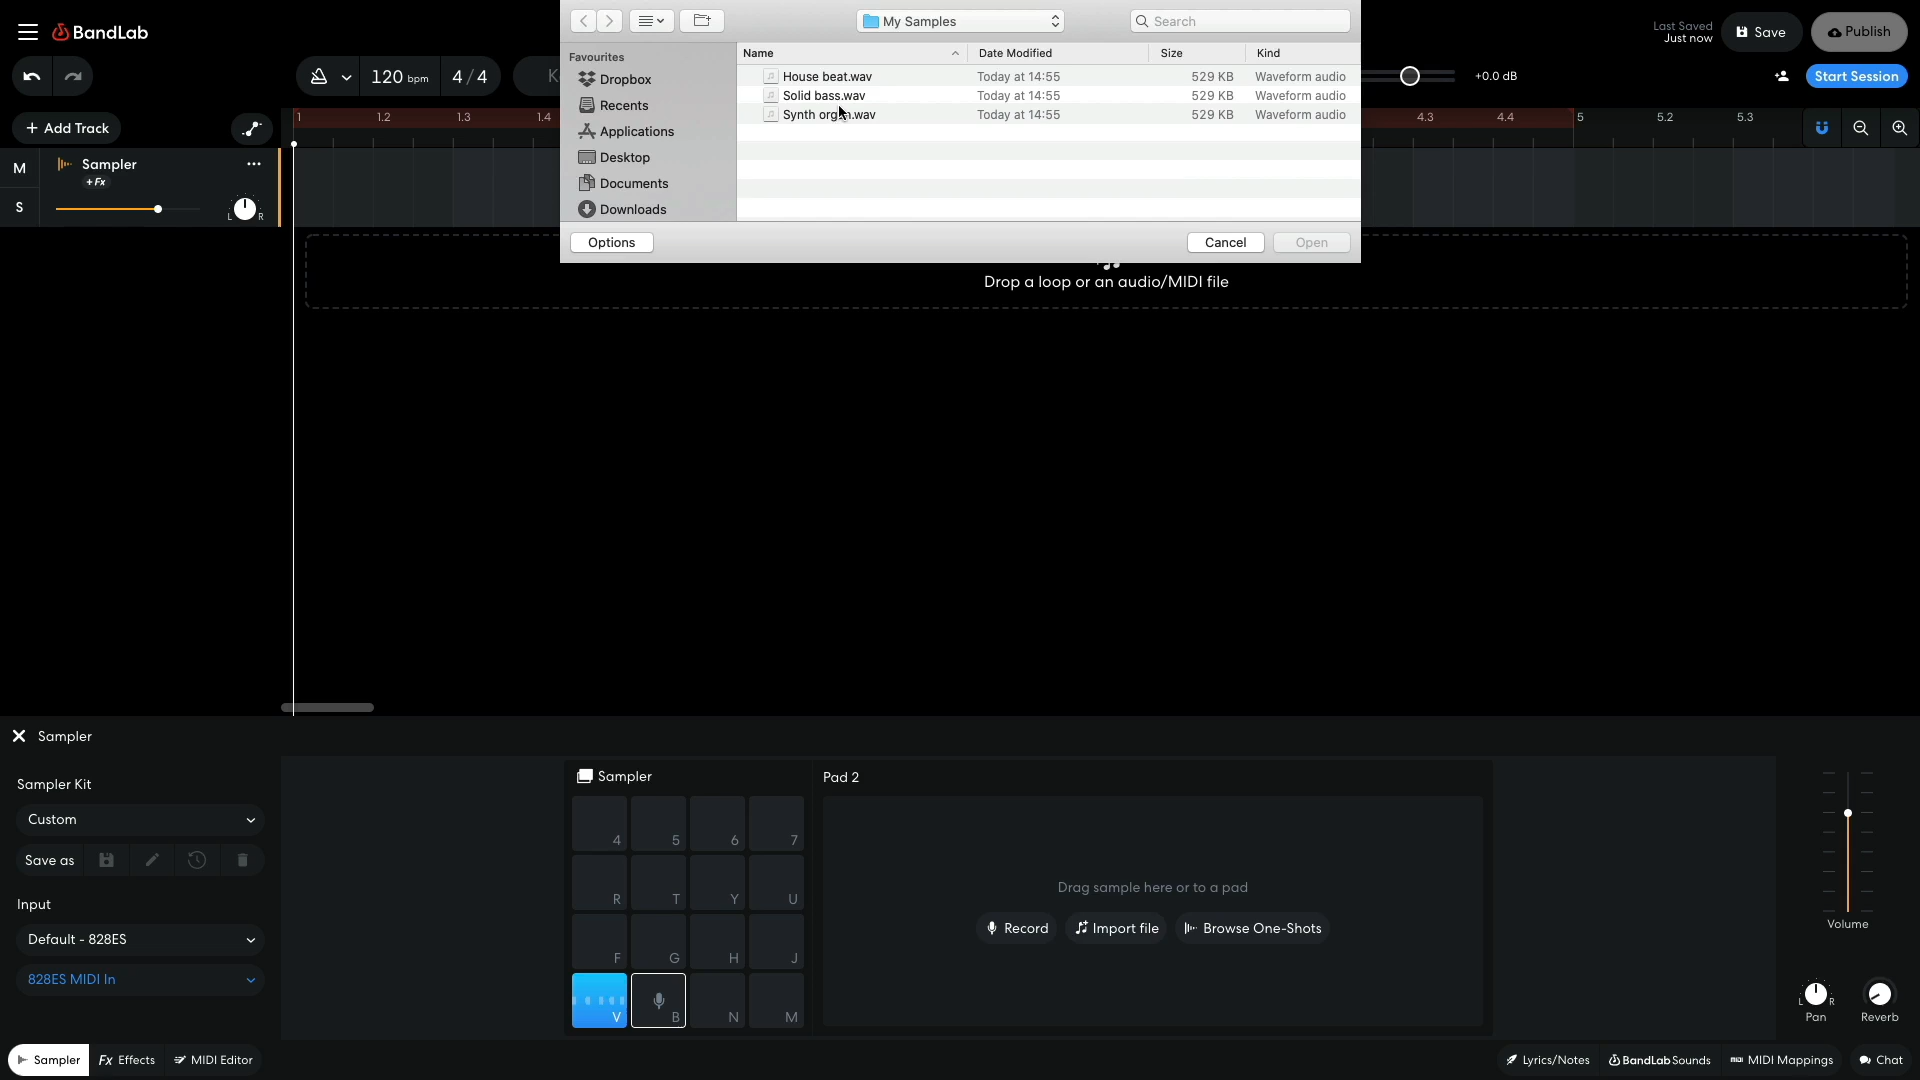 BandLab
My Samples
Search
Last Saved
Just now
Save
Publish
120 bpm
4 / 4
+0.0 dB
Start Session
Favourites
Dropbox
Recents
Applications
Desktop
Documents
Downloads
Name Date Modified Size Kind
House beat.wav Today at 14:55 529 KB Waveform audio
Solid bass.wav Today at 14:55 529 KB Waveform audio
Synth organ.wav Today at 14:55 529 KB Waveform audio
Options
Cancel
Open
+ Add Track
1 1.2 1.3 1.4 4.3 4.4 5 5.2 5.3
M
Sampler
+Fx
S
L R
Drop a loop or an audio/MIDI file
Sampler
Sampler Kit
Custom
Save as
Input
Default - 828ES
828ES MIDI In
Sampler
4 5 6 7
R T Y U
F G H J
V B N M
Pad 2
Drag sample here or to a pad
Record
Import file
Browse One-Shots
Volume
L R
Pan
Reverb
Sampler
Fx Effects
MIDI Editor
Lyrics/Notes
BandLab Sounds
MIDI Mappings
Chat